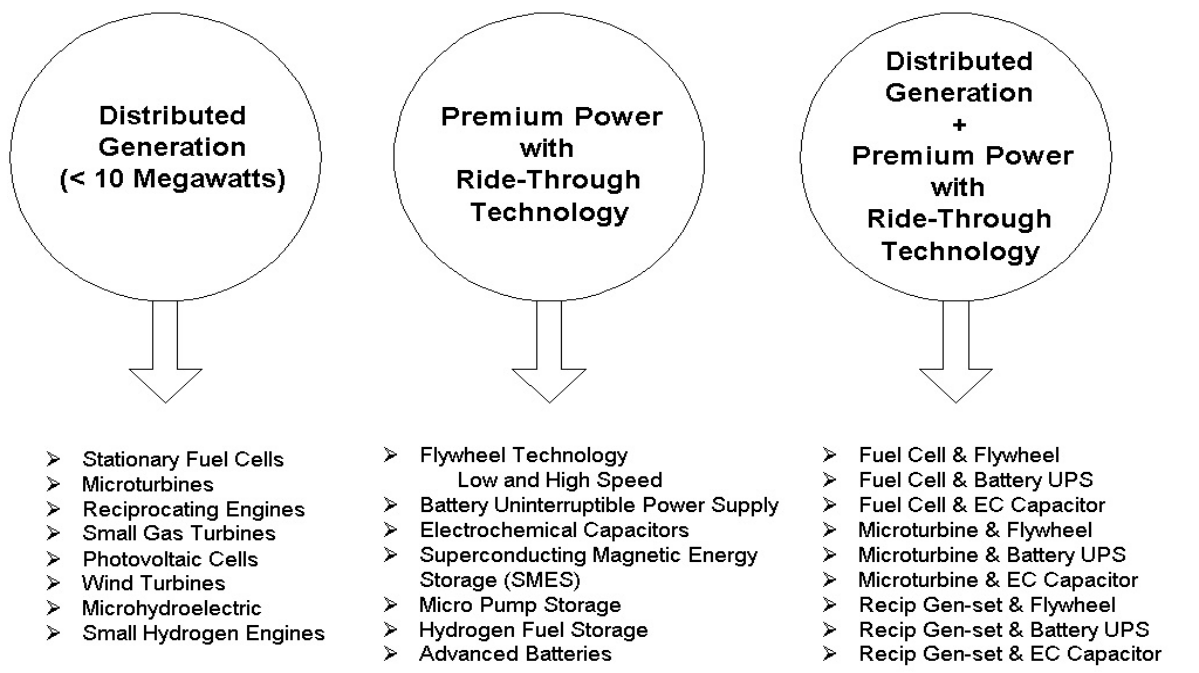 Distributed
Generation
(< 10 Megawatts)
Premium Power
with
Ride-Through
Technology
Distributed
Generation
+
Premium Power
with
Ride-Through
Technology
➢ Stationary Fuel Cells
➢ Microturbines
➢ Reciprocating Engines
➢ Small Gas Turbines
➢ Photovoltaic Cells
➢ Wind Turbines
➢ Microhydroelectric
➢ Small Hydrogen Engines
➢ Flywheel Technology
Low and High Speed
➢ Battery Uninterruptible Power Supply
➢ Electrochemical Capacitors
➢ Superconducting Magnetic Energy
Storage (SMES)
➢ Micro Pump Storage
➢ Hydrogen Fuel Storage
➢ Advanced Batteries
➢ Fuel Cell & Flywheel
➢ Fuel Cell & Battery UPS
➢ Fuel Cell & EC Capacitor
➢ Microturbine & Flywheel
➢ Microturbine & Battery UPS
➢ Microturbine & EC Capacitor
➢ Recip Gen-set & Flywheel
➢ Recip Gen-set & Battery UPS
➢ Recip Gen-set & EC Capacitor